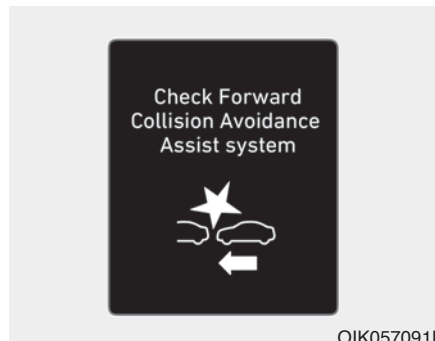 Check Forward
Collision Avoidance
Assist system
OIK057091L